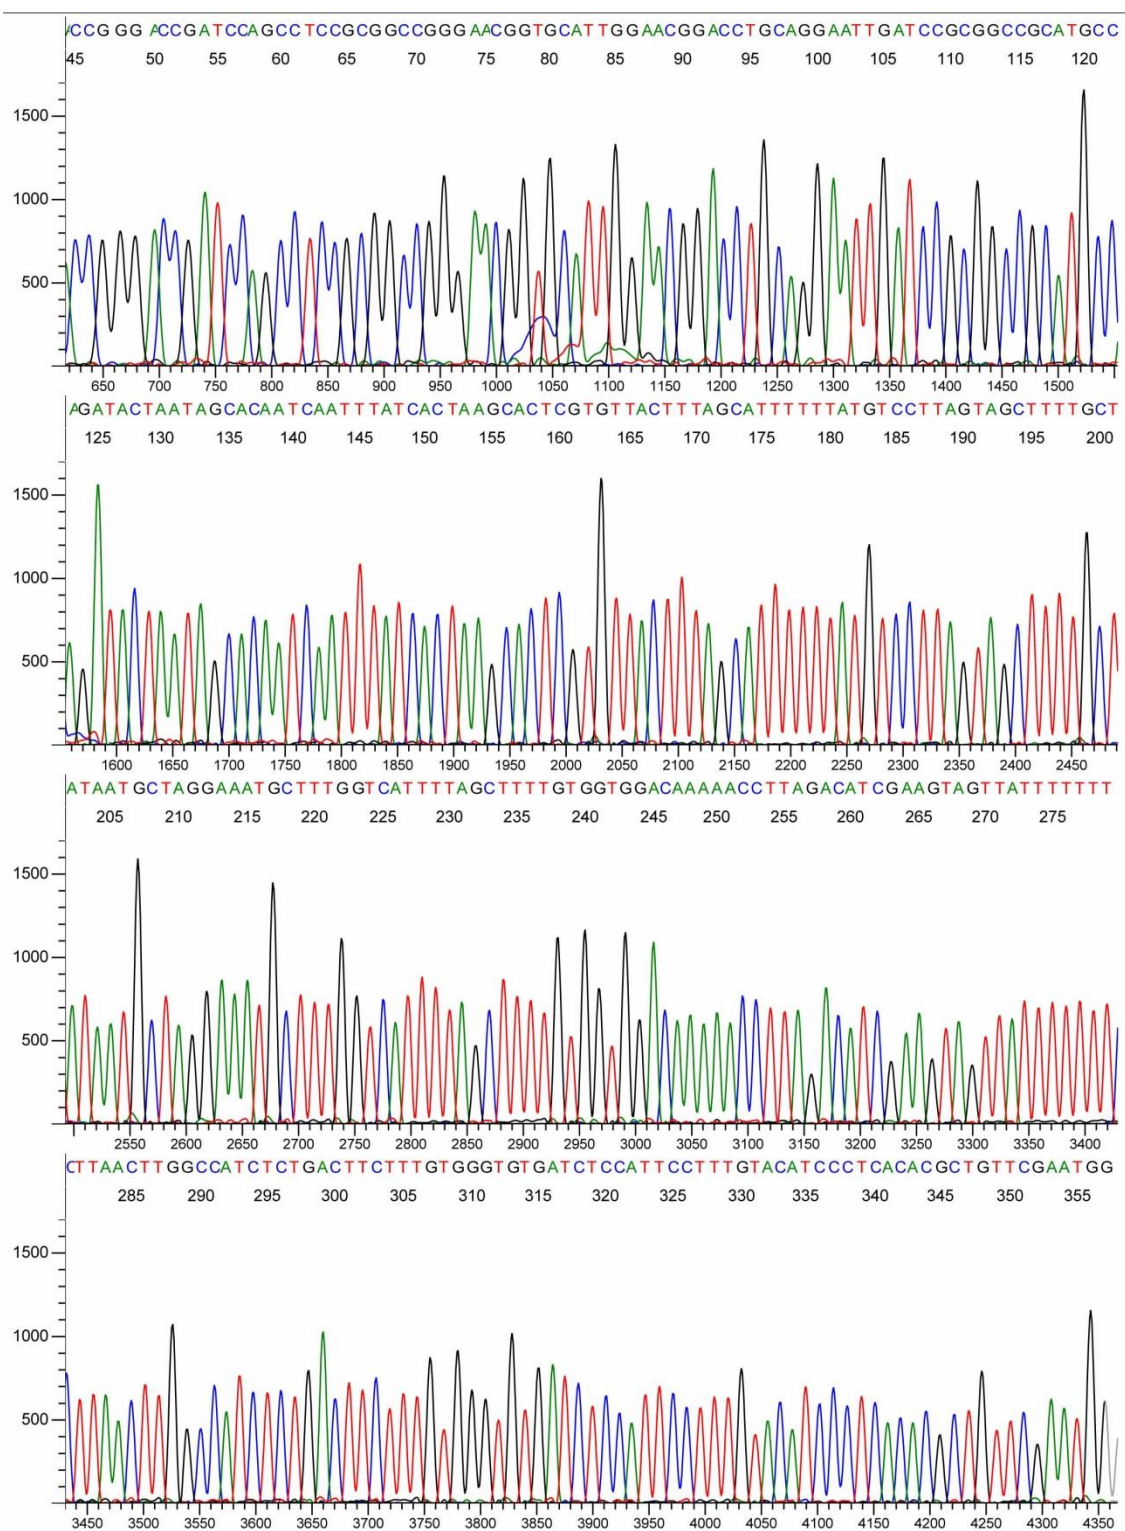 ACCGGGACCGATCCAGCCTCCGCGGCCGGGAACGGTGCATTGGAACGGACCTGCAGGAATTGATCCGCGGCCGCATGCC
45 50 55 60 65 70 75 80 85 90 95 100 105 110 115 120
1500
1000
500
650 700 750 800 850 900 950 1000 1050 1100 1150 1200 1250 1300 1350 1400 1450 1500
AGATACTAATAGCACAATCAATTTATCACTAAGCACTCGTGTTACTTTAGCATTTTTTTATGTCCTTAGTAGCTTTTGCT
125 130 135 140 145 150 155 160 165 170 175 180 185 190 195 200
1500
1000
500
1600 1650 1700 1750 1800 1850 1900 1950 2000 2050 2100 2150 2200 2250 2300 2350 2400 2450
ATAATGCTAGGAAATGCTTTGGTCATTTTAGCTTTTGTGGTGGACAAAAACCTTAGACATCGAAGTAGTTATTTTTTT
205 210 215 220 225 230 235 240 245 250 255 260 265 270 275
1500
1000
500
2550 2600 2650 2700 2750 2800 2850 2900 2950 3000 3050 3100 3150 3200 3250 3300 3350 3400
CTTAACTTGGCCATCTCTGACTTCTTTGTGGGTGTGATCTCCATTCCTTTGTACATCCCTCACACGCTGTTCGAATGG
285 290 295 300 305 310 315 320 325 330 335 340 345 350 355
1500
1000
500
3450 3500 3550 3600 3650 3700 3750 3800 3850 3900 3950 4000 4050 4100 4150 4200 4250 4300